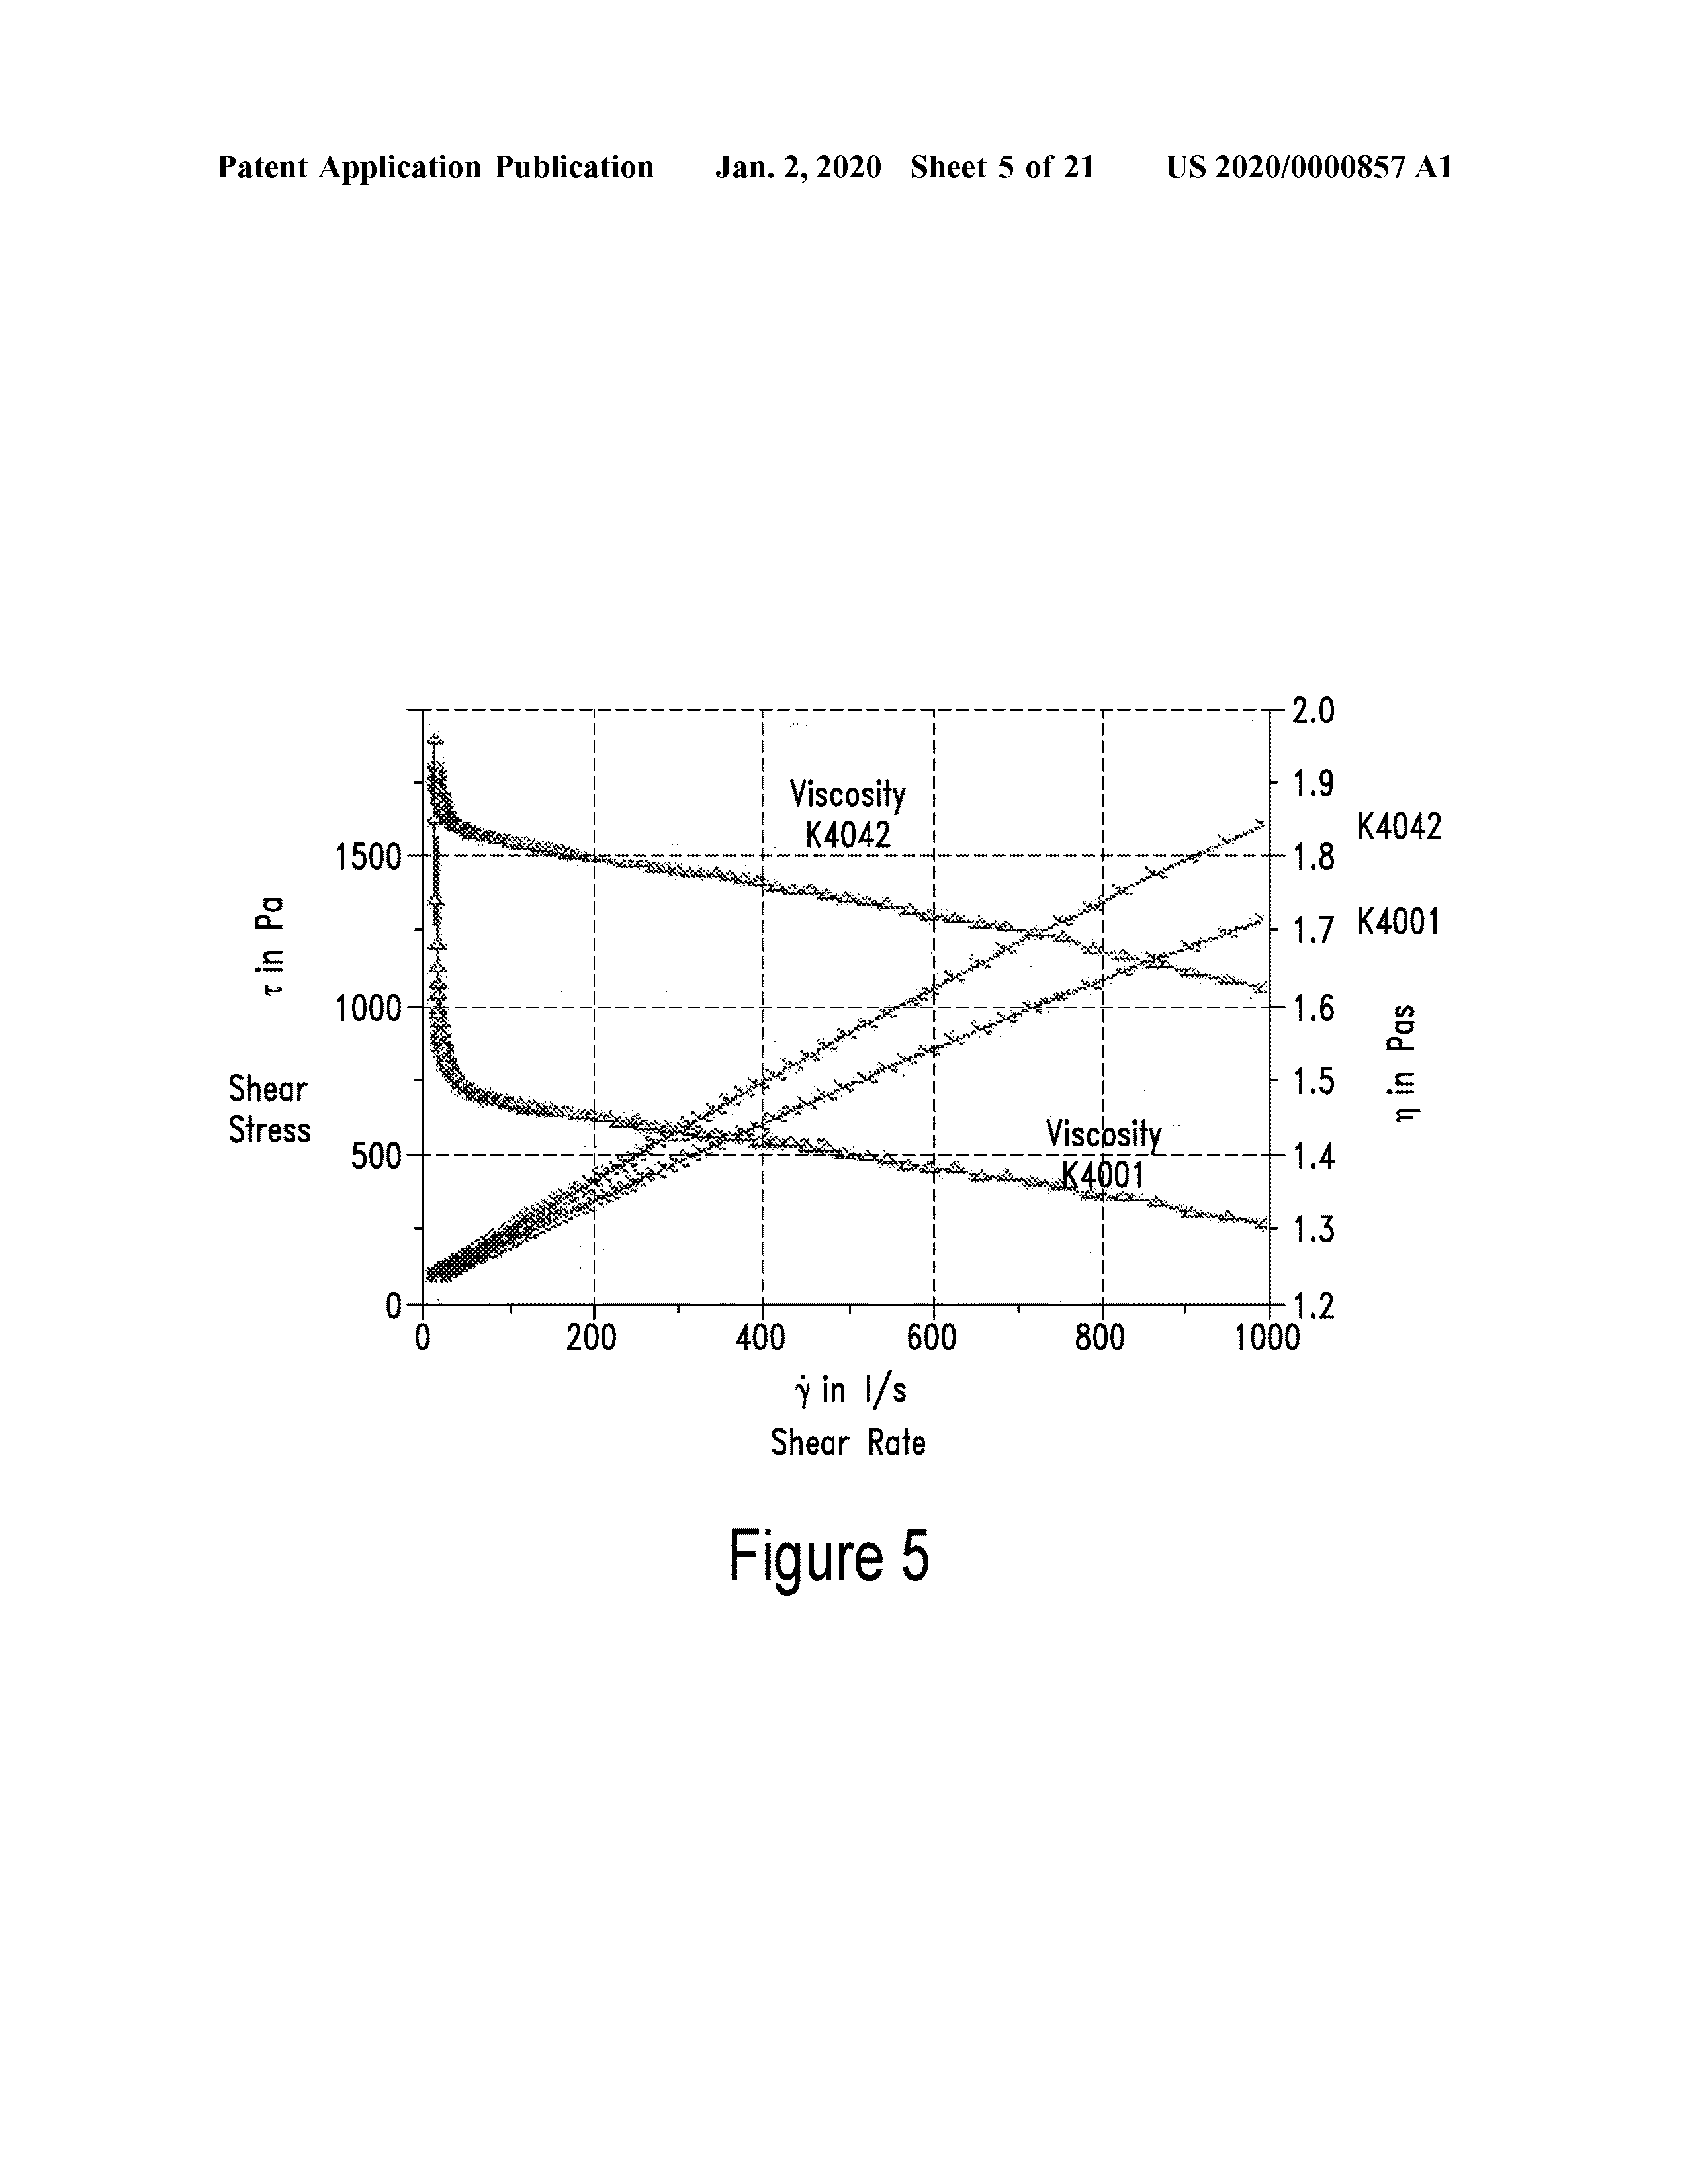 Patent Application Publication Jan. 2, 2020 Sheet 5 of 21 US 2020/0000857 A1
2.0
1.9
Viscosity
K4042
K4042
1500
1.8
K4001
1.7
τ in Pa
1000
1.6
η in Pas
Shear
Stress
1.5
Viscosity
K4001
500
1.4
1.3
0
1.2
0 200 400 600 800 1000
γ̇ in 1/s
Shear Rate
Figure 5